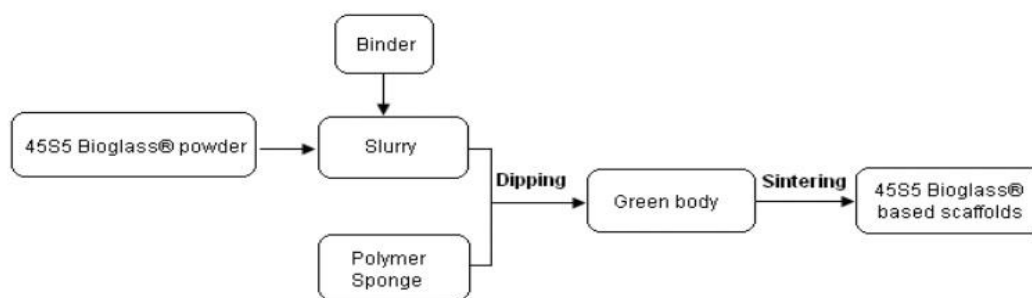 Binder
45S5 Bioglass® powder
Slurry
Dipping
Polymer
Sponge
Green body
Sintering
45S5 Bioglass®
based scaffolds